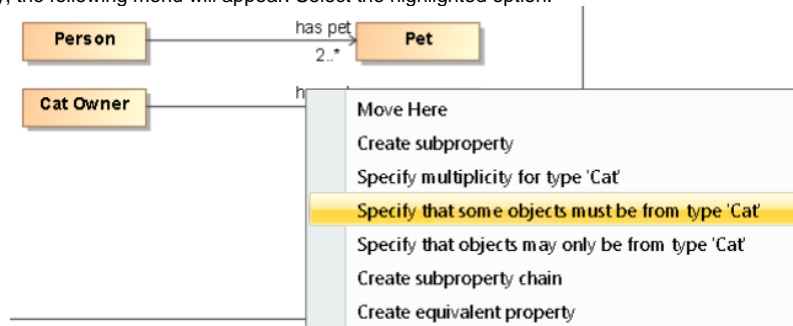 the following menu will appear. Select the highlighted option.
Person
has pet
Pet
2..*
Cat Owner
Move Here
Create subproperty
Specify multiplicity for type 'Cat'
Specify that some objects must be from type 'Cat'
Specify that objects may only be from type 'Cat'
Create subproperty chain
Create equivalent property